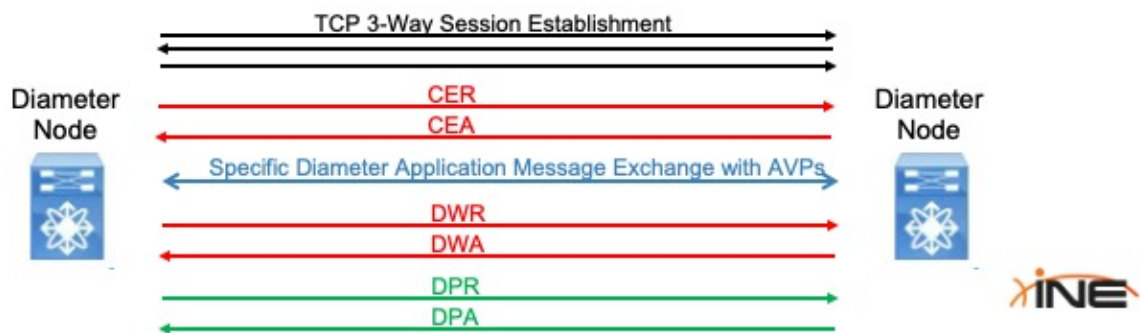 TCP 3-Way Session Establishment
Diameter
Node
Diameter
Node
CER
CEA
Specific Diameter Application Message Exchange with AVPs
DWR
DWA
DPR
DPA
INE